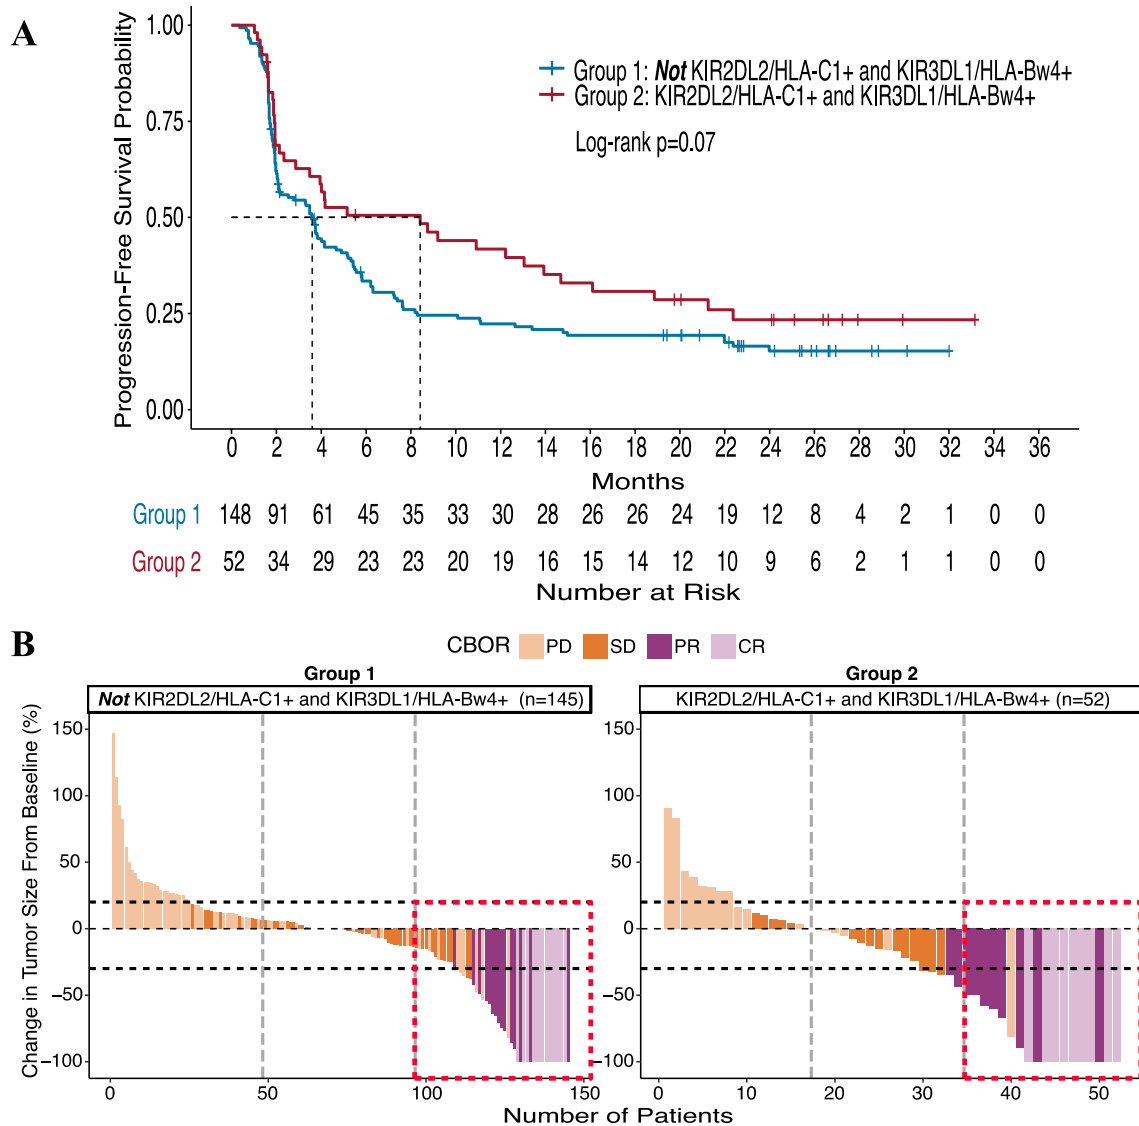 A
Progression-Free Survival Probability
1.00
0.75
0.50
0.25
0.00
Group 1: Not KIR2DL2/HLA-C1+ and KIR3DL1/HLA-Bw4+
Group 2: KIR2DL2/HLA-C1+ and KIR3DL1/HLA-Bw4+
Log-rank p=0.07
0 2 4 6 8 10 12 14 16 18 20 22 24 26 28 30 32 34 36
Months
Group 1 148 91 61 45 35 33 30 28 26 26 24 19 12 8 4 2 1 0 0
Group 2 52 34 29 23 23 20 19 16 15 14 12 10 9 6 2 1 1 0 0
Number at Risk
B
CBOR PD SD PR CR
Group 1
Not KIR2DL2/HLA-C1+ and KIR3DL1/HLA-Bw4+ (n=145)
Group 2
KIR2DL2/HLA-C1+ and KIR3DL1/HLA-Bw4+ (n=52)
Change in Tumor Size From Baseline (%)
150
100
50
0
−50
−100
0 50 100 150
150
100
50
0
−50
−100
0 10 20 30 40 50
Number of Patients